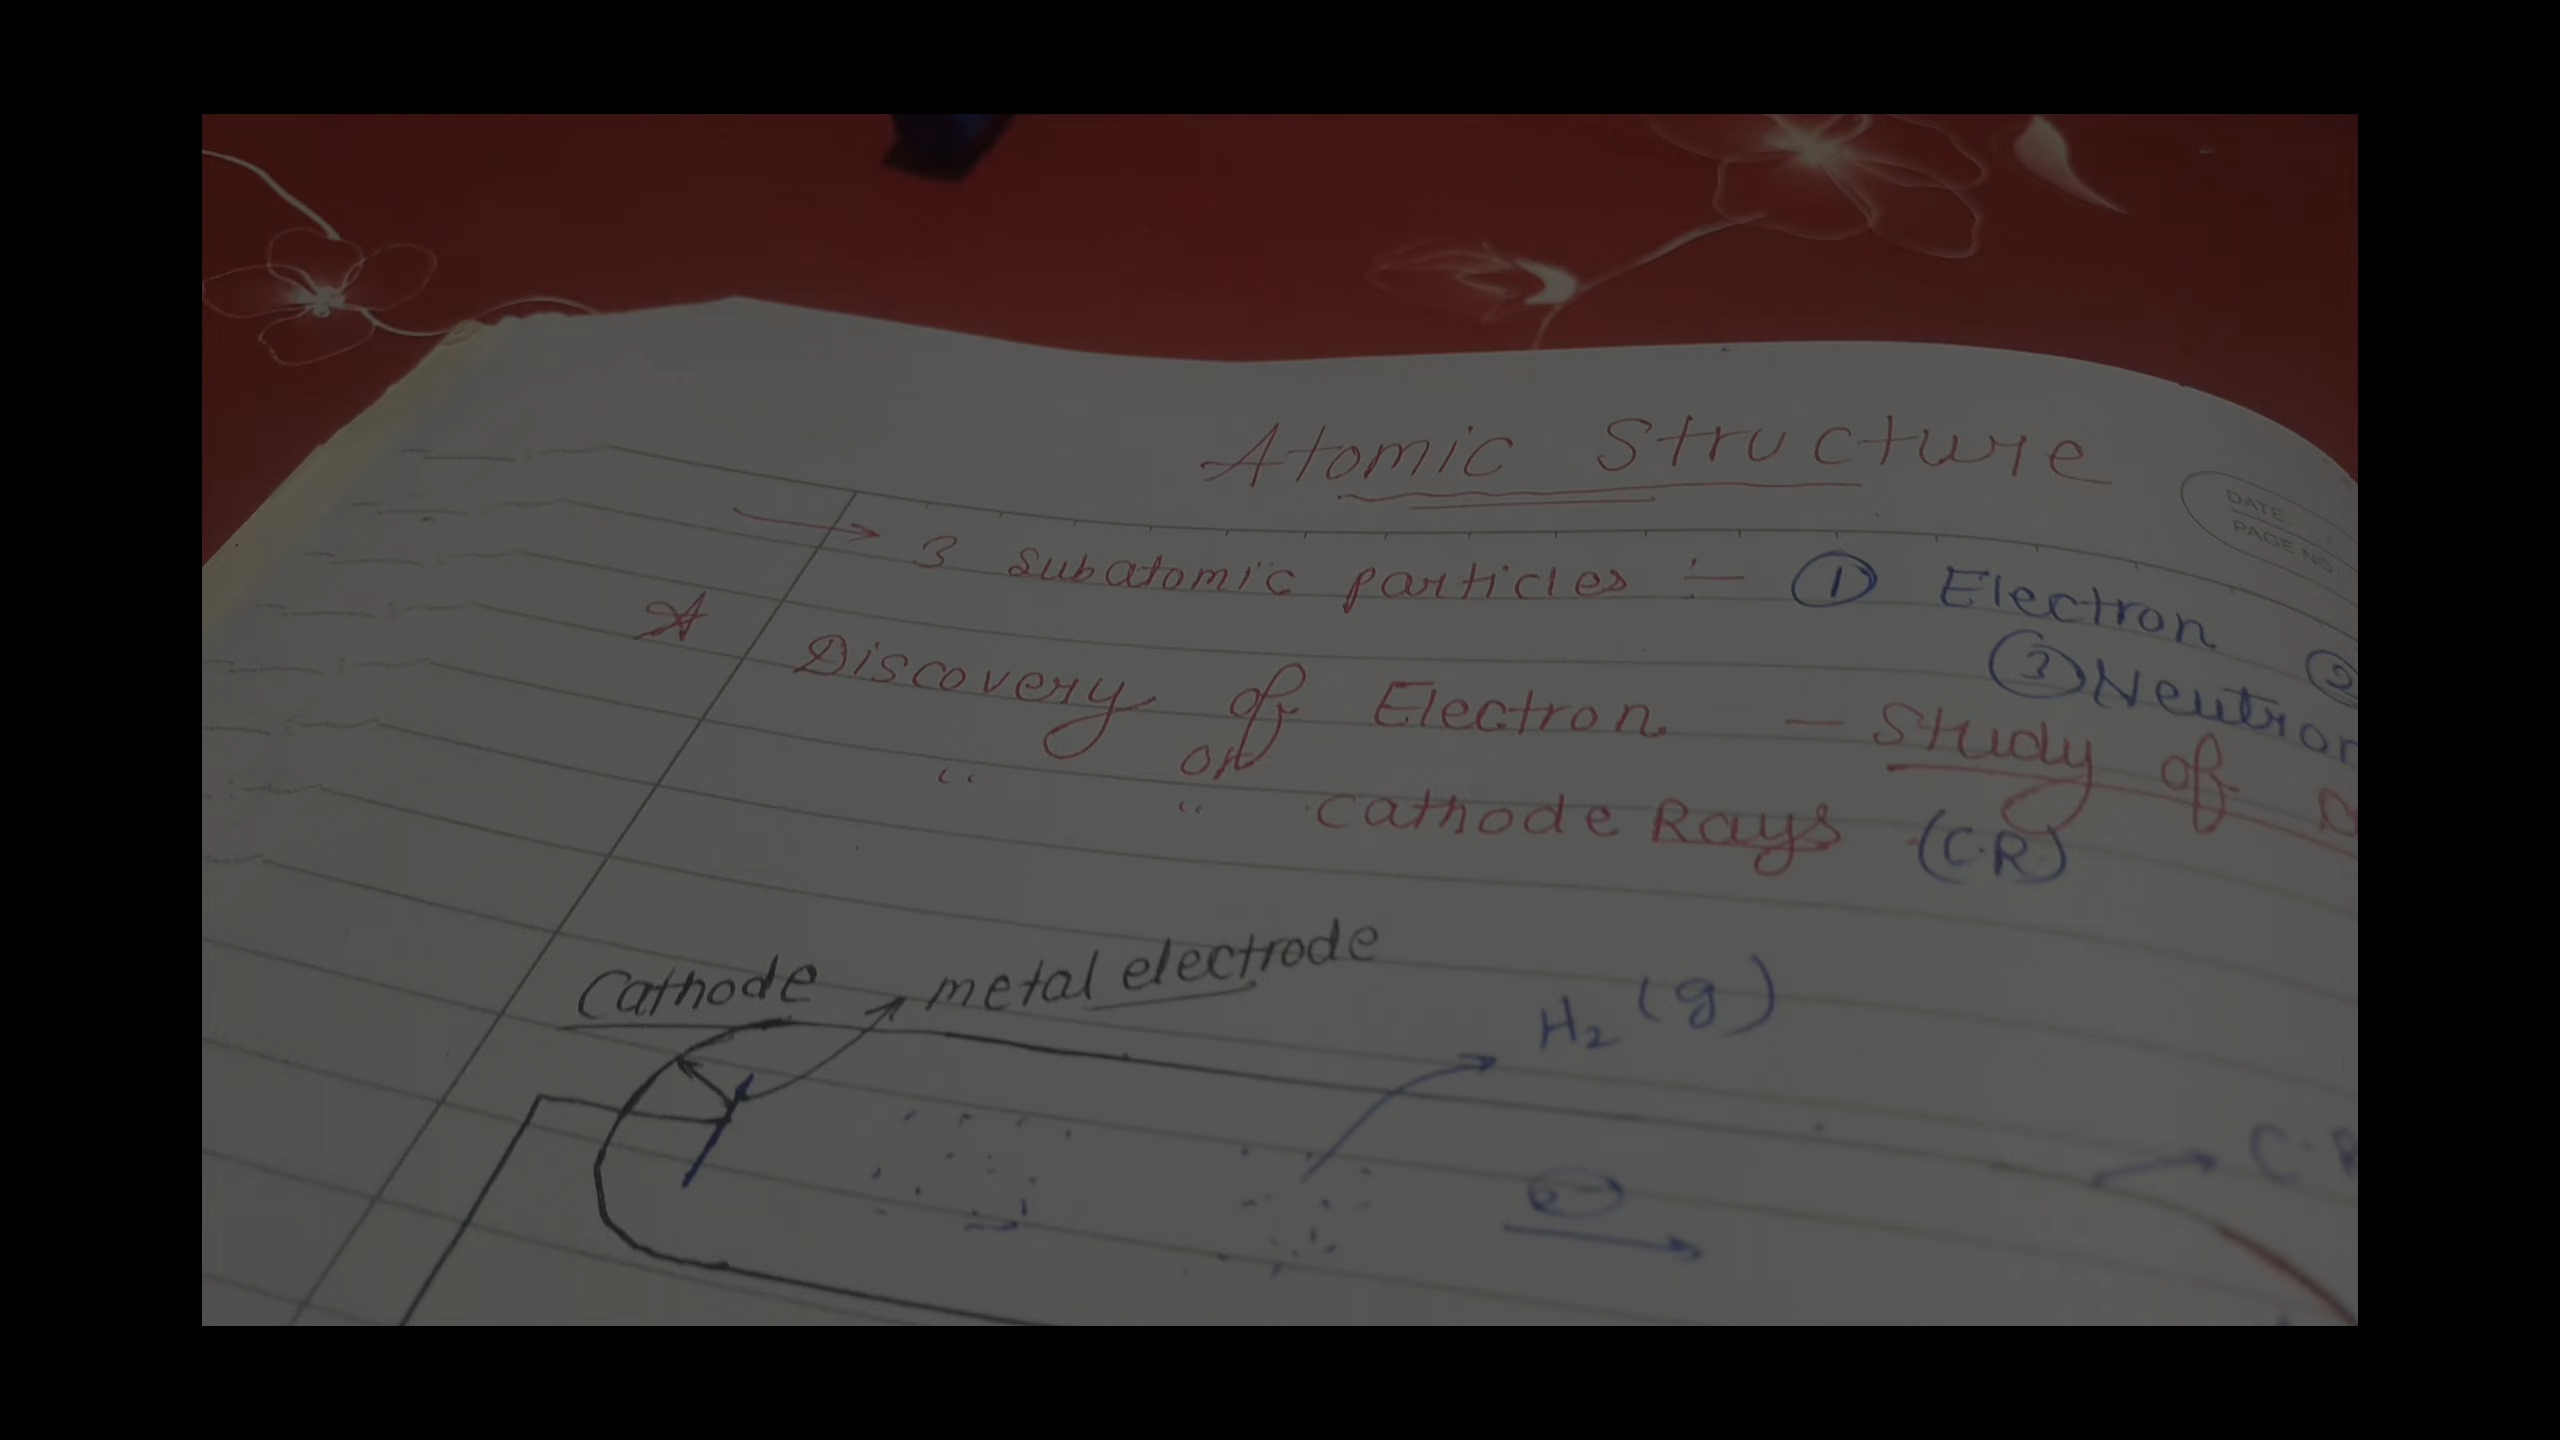 Atomic Structure
DATE
PAGE NO
→ 3 subatomic particles :- ① Electron ②
③ Neutron
Discovery of Electron - Study of
or
" " Cathode Rays (C.R)
Cathode metal electrode
H₂ (g)
C.R
e⁻